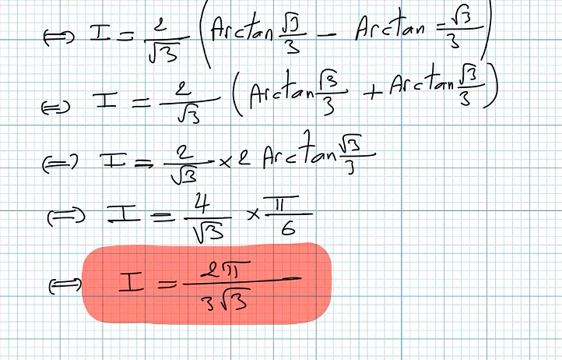 ⟺ I = 2/√3 (Arctan √3/3 − Arctan −√3/3)
⟺ I = 2/√3 (Arctan √3/3 + Arctan √3/3)
⟺ I = 2/√3 × 2 Arctan √3/3
⟺ I = 4/√3 × π/6
⟺ I = 2π/3√3